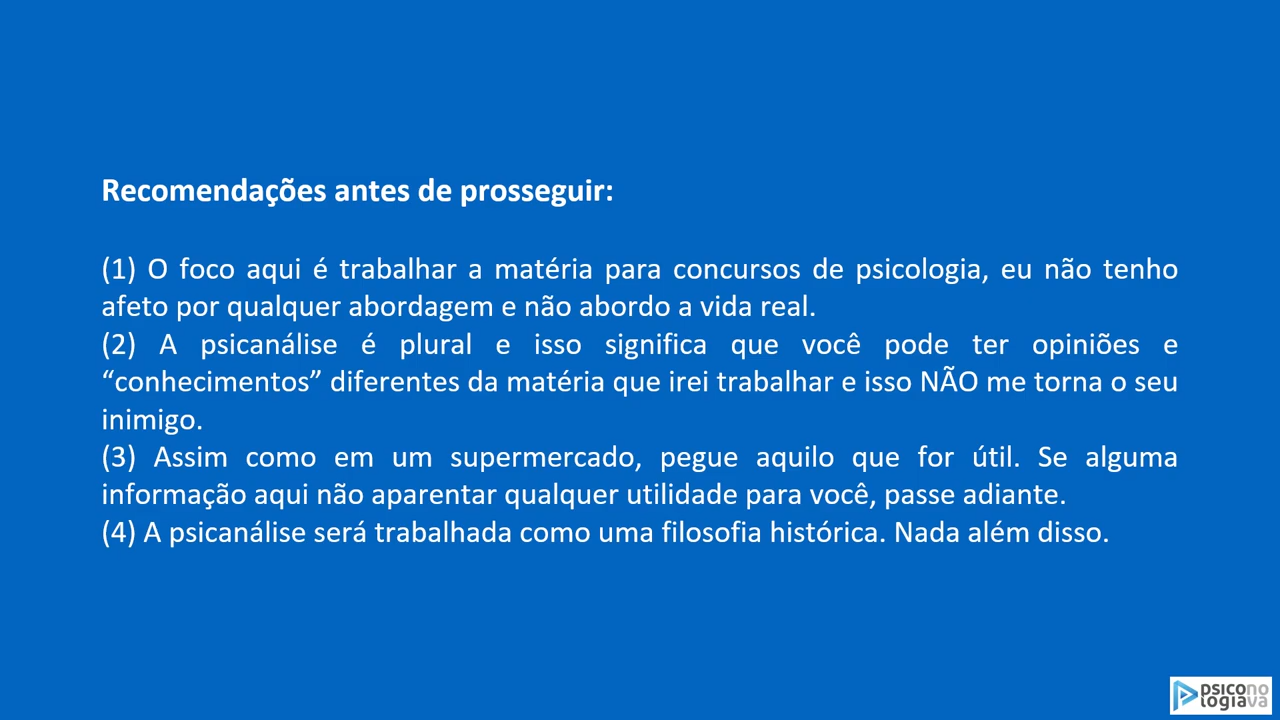 Recomendações antes de prosseguir:
(1) O foco aqui é trabalhar a matéria para concursos de psicologia, eu não tenho
afeto por qualquer abordagem e não abordo a vida real.
(2) A psicanálise é plural e isso significa que você pode ter opiniões e
“conhecimentos” diferentes da matéria que irei trabalhar e isso NÃO me torna o seu
inimigo.
(3) Assim como em um supermercado, pegue aquilo que for útil. Se alguma
informação aqui não aparentar qualquer utilidade para você, passe adiante.
(4) A psicanálise será trabalhada como uma filosofia histórica. Nada além disso.
psicono
logiava